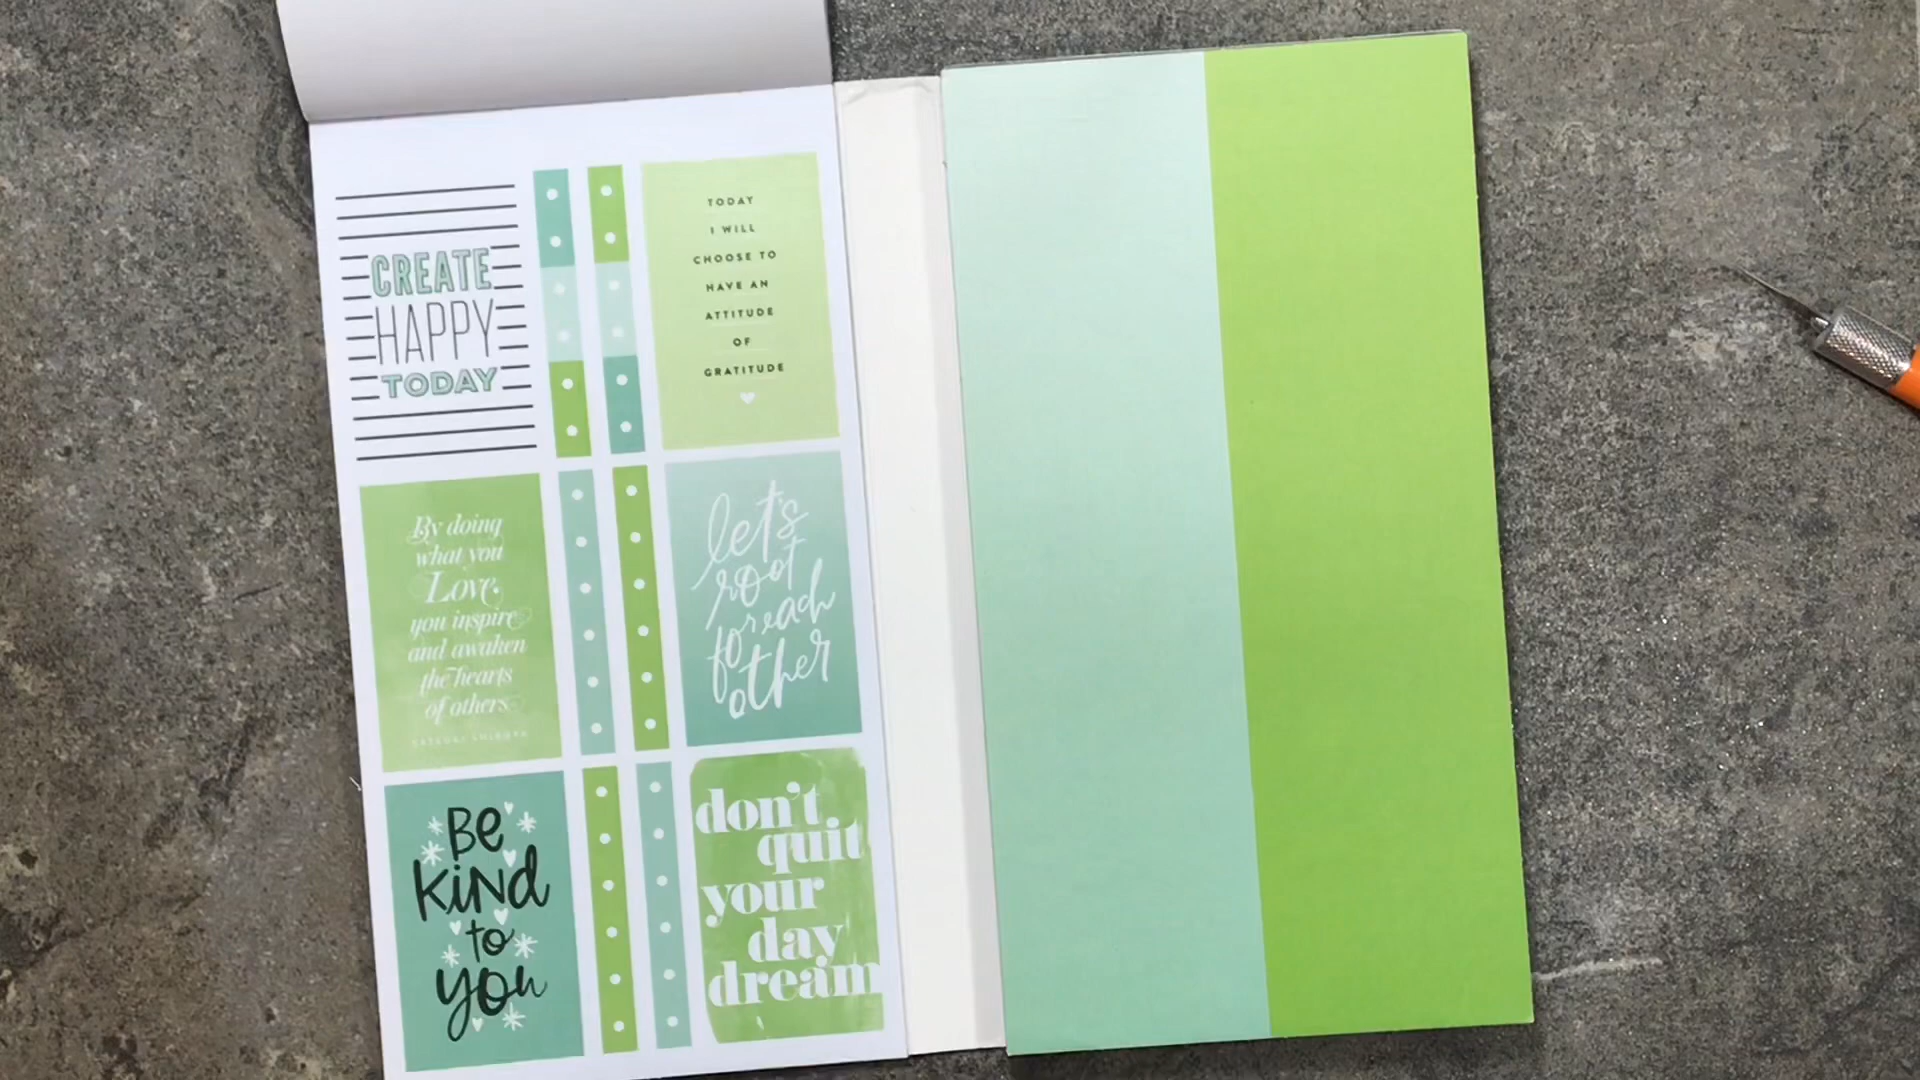 CREATE
HAPPY
TODAY
TODAY
I WILL
CHOOSE TO
HAVE AN
ATTITUDE
OF
GRATITUDE
By doing
what you
Love,
you inspire
and awaken
the hearts
of others
let's
root
for each
other
Be
kind
to
you
don't
quit
your
day
dream